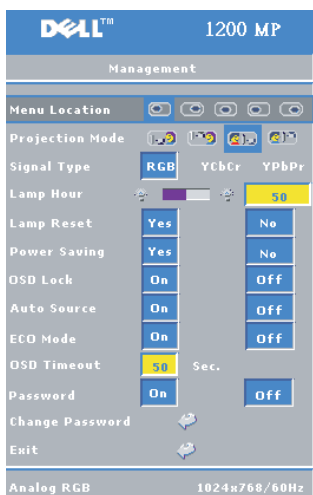 DELL™ 1200 MP
Management
Menu Location
Projection Mode
Signal Type RGB YCbCr YPbPr
Lamp Hour 50
Lamp Reset Yes No
Power Saving Yes No
OSD Lock On Off
Auto Source On Off
ECO Mode On Off
OSD Timeout 50 Sec.
Password On Off
Change Password
Exit
Analog RGB 1024x768/60Hz